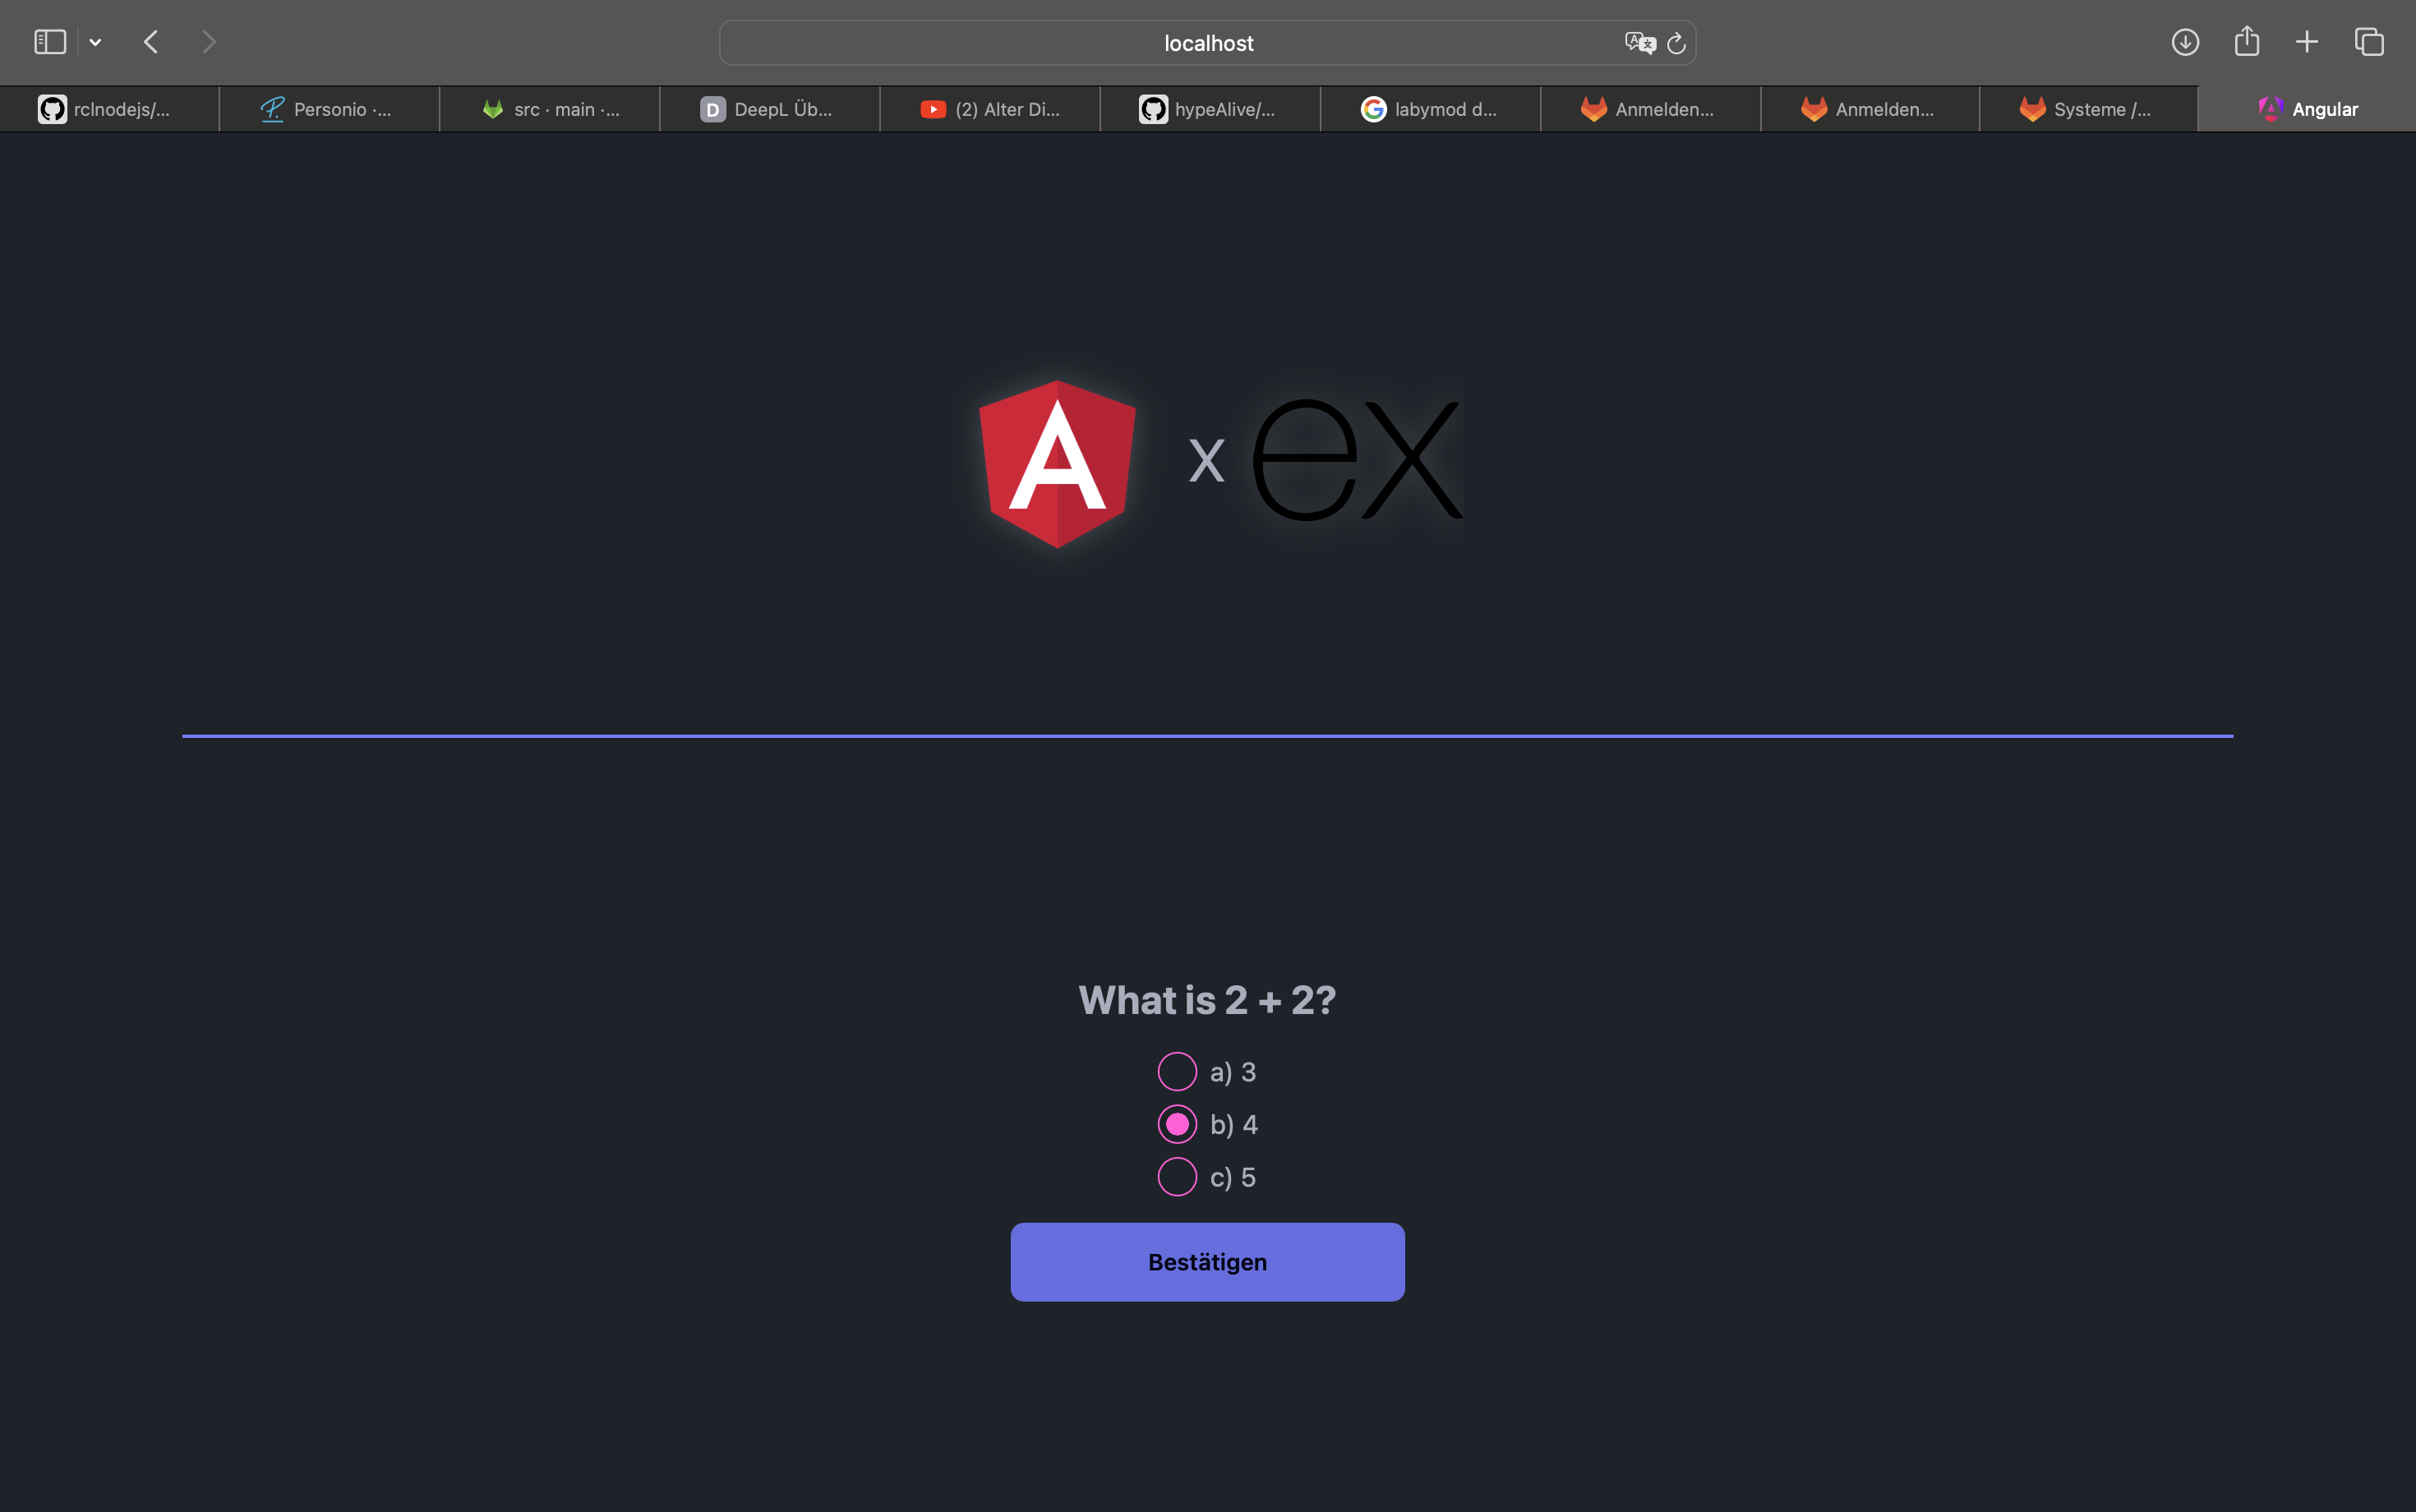 localhost
rclnodejs/...
Personio ·...
src · main ·...
D DeepL Üb...
(2) Alter Di...
hypeAlive/...
G labymod d...
Anmelden...
Anmelden...
Systeme /...
Angular
A x ex
What is 2 + 2?
a) 3
b) 4
c) 5
Bestätigen